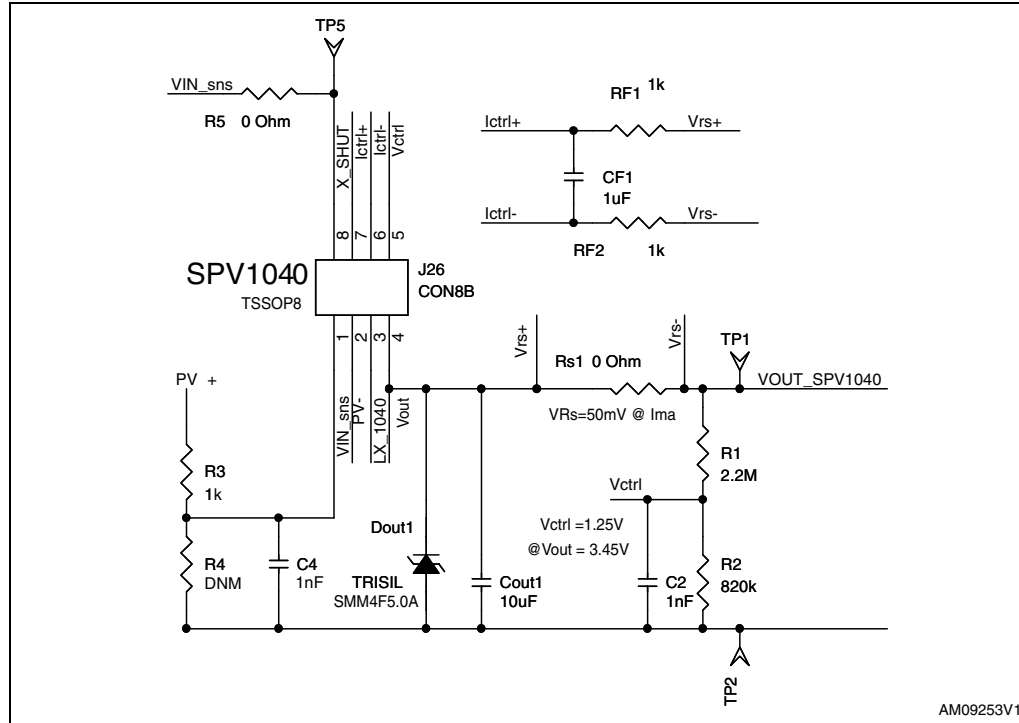 TP5
VIN_sns
R5 0 Ohm
X_SHUT
Ictrl+
Ictrl-
Vctrl
8
7
6
5
SPV1040
TSSOP8
J26
CON8B
1
2
3
4
VIN_sns
PV-
LX_1040
Vout
RF1 1k
Ictrl+
Vrs+
CF1
1uF
Ictrl-
Vrs-
RF2 1k
Vrs+
Vrs-
Rs1 0 Ohm
TP1
VOUT_SPV1040
VRs=50mV @ Ima
PV +
R3
1k
R4
DNM
C4
1nF
Dout1
TRISIL
SMM4F5.0A
Cout1
10uF
Vctrl
Vctrl =1.25V
@Vout = 3.45V
C2
1nF
R1
2.2M
R2
820k
TP2
AM09253V1